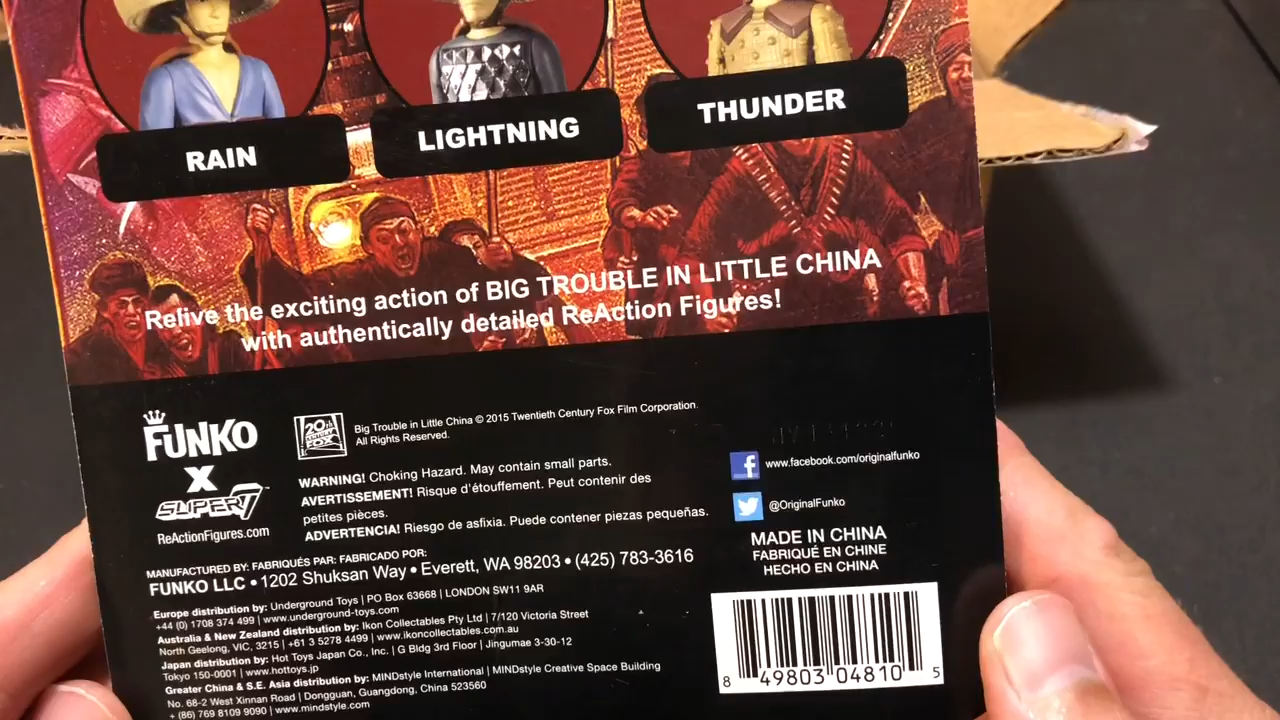 RAIN
LIGHTNING
THUNDER
Relive the exciting action of BIG TROUBLE IN LITTLE CHINA
with authentically detailed ReAction Figures!
FUNKO
X
SUPER7™
ReActionFigures.com
20th
CENTURY
FOX
Big Trouble in Little China © 2015 Twentieth Century Fox Film Corporation.
All Rights Reserved.
WARNING! Choking Hazard. May contain small parts.
AVERTISSEMENT! Risque d'étouffement. Peut contenir des
petites pièces.
ADVERTENCIA! Riesgo de asfixia. Puede contener piezas pequeñas.
www.facebook.com/originalfunko
@OriginalFunko
MADE IN CHINA
FABRIQUÉ EN CHINE
HECHO EN CHINA
MANUFACTURED BY: FABRIQUÉS PAR: FABRICADO POR:
FUNKO LLC • 1202 Shuksan Way • Everett, WA 98203 • (425) 783-3616
Europe distribution by: Underground Toys | PO Box 63668 | LONDON SW11 9AR
+44 (0) 1708 374 499 | www.underground-toys.com
Australia & New Zealand distribution by: Ikon Collectables Pty Ltd | 7/120 Victoria Street
North Geelong, VIC, 3215 | +61 3 5278 4499 | www.ikoncollectables.com.au
Japan distribution by: Hot Toys Japan Co., Inc. | G Bldg 3rd Floor | Jingumae 3-30-12
Tokyo 150-0001 | www.hottoys.jp
Greater China & S.E. Asia distribution by: MINDstyle International | MINDstyle Creative Space Building
No. 68-2 West Xinnan Road | Dongguan, Guangdong, China 523560
+ (86) 769 8109 9090 | www.mindstyle.com
8 49803 04810 5